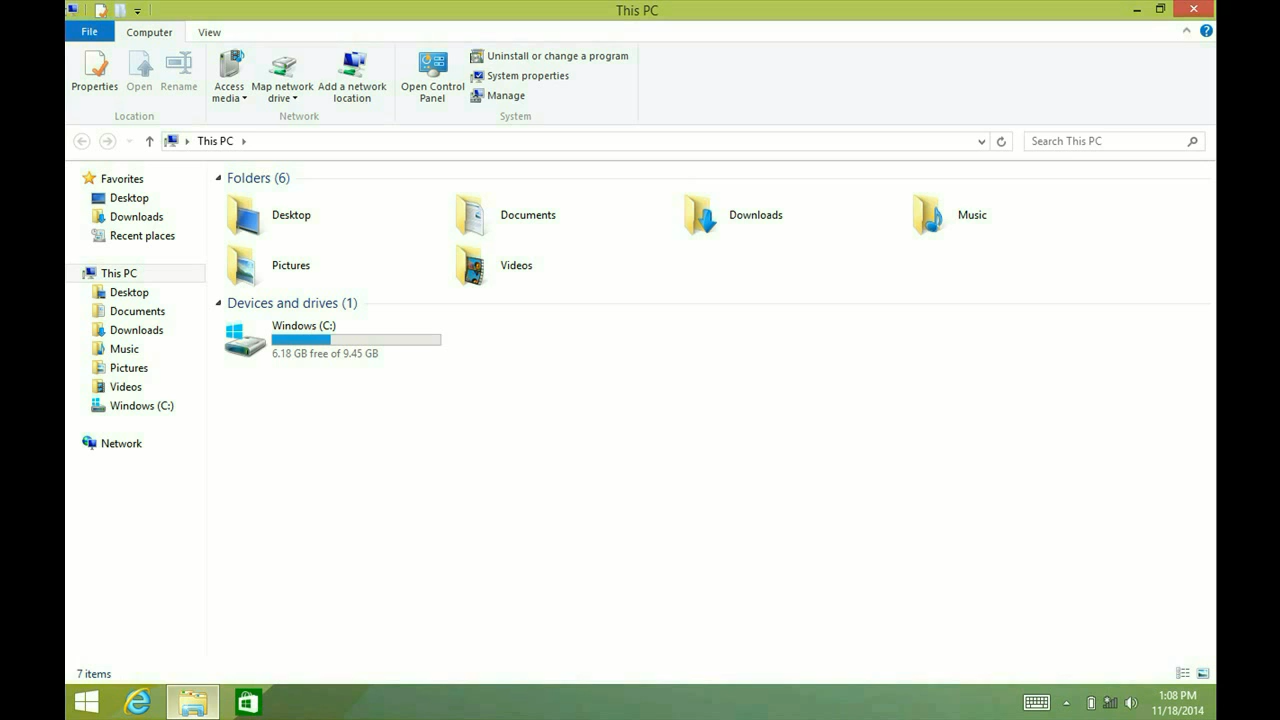 This PC
File
Computer
View
Properties
Open
Rename
Access media
Map network drive
Add a network location
Open Control Panel
Uninstall or change a program
System properties
Manage
Location
Network
System
This PC
Search This PC
Favorites
Desktop
Downloads
Recent places
This PC
Desktop
Documents
Downloads
Music
Pictures
Videos
Windows (C:)
Network
Folders (6)
Desktop
Documents
Downloads
Music
Pictures
Videos
Devices and drives (1)
Windows (C:)
6.18 GB free of 9.45 GB
7 items
1:08 PM
11/18/2014